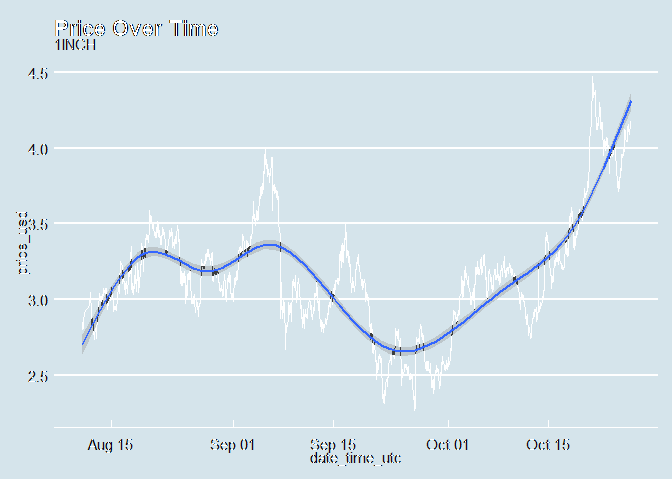 Price Over Time
1INCH
4.5
4.0
3.5
3.0
2.5
price_usd
Aug 15
Sep 01
Sep 15
Oct 01
Oct 15
date_time_utc